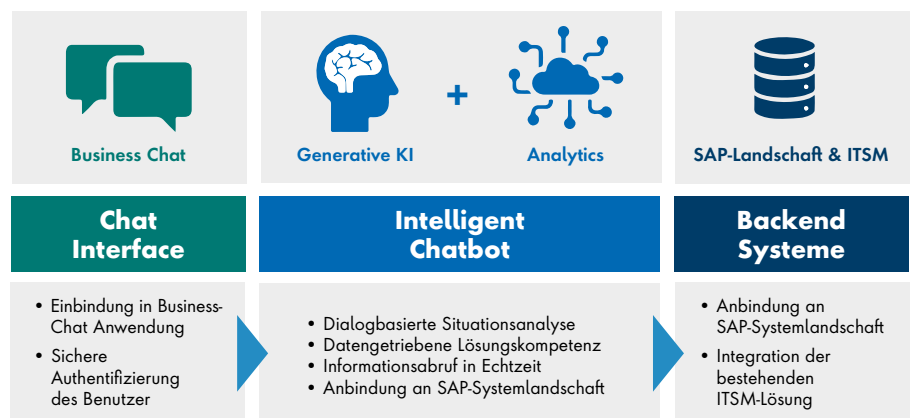 Business Chat
Generative KI
+
Analytics
SAP-Landschaft & ITSM
Chat
Interface
Intelligent
Chatbot
Backend
Systeme
• Einbindung in Business-
Chat Anwendung
• Sichere
Authentifizierung
des Benutzer
• Dialogbasierte Situationsanalyse
• Datengetriebene Lösungskompetenz
• Informationsabruf in Echtzeit
• Anbindung an SAP-Systemlandschaft
• Anbindung an
SAP-Systemlandschaft
• Integration der
bestehenden
ITSM-Lösung